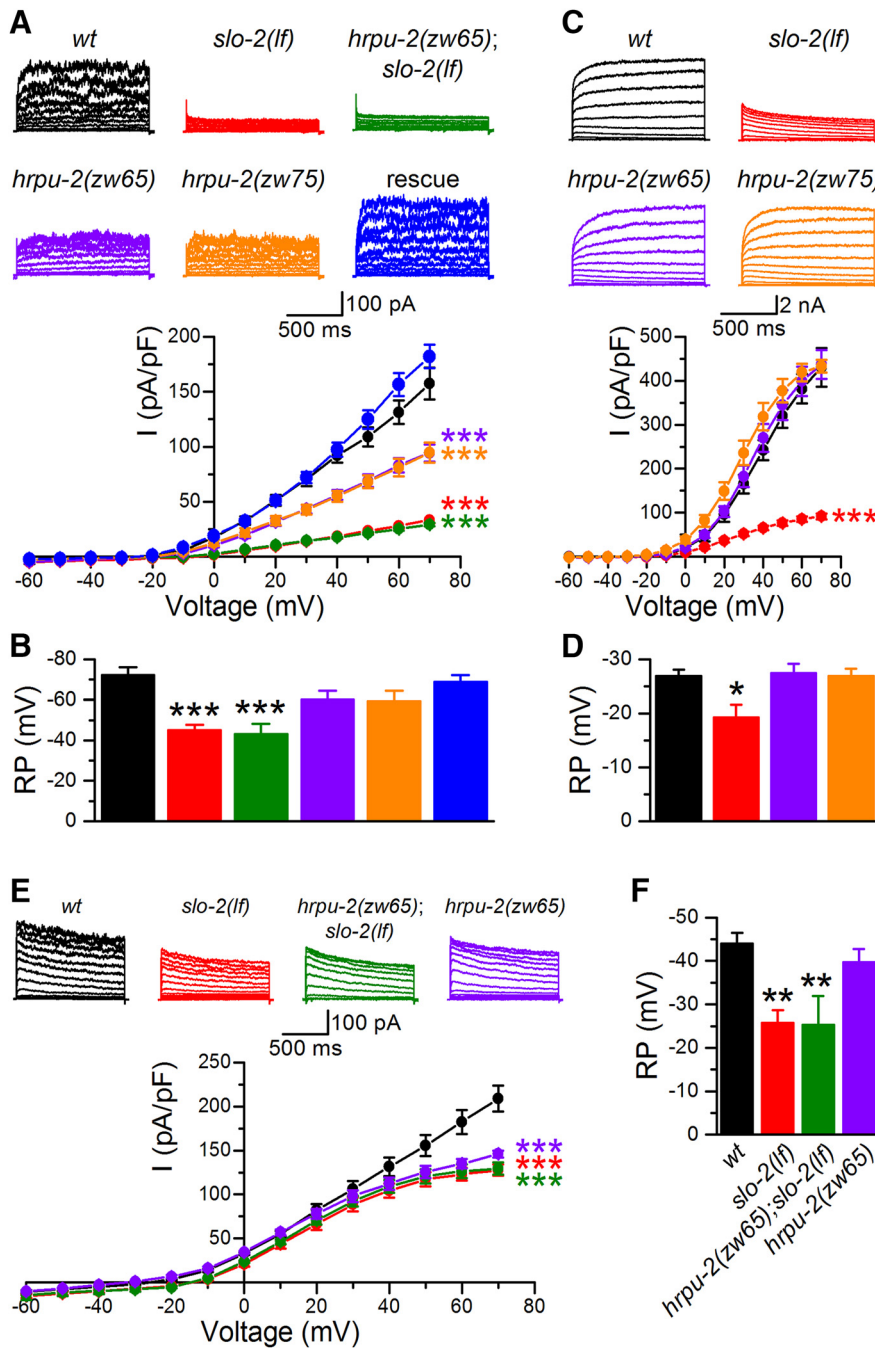 A
wt
slo-2(lf)
hrpu-2(zw65);
slo-2(lf)
hrpu-2(zw65)
hrpu-2(zw75)
rescue
100 pA
500 ms
I (pA/pF)
200
150
100
50
***
***
***
***
-60
-40
-20
0
20
40
60
80
Voltage (mV)
C
wt
slo-2(lf)
hrpu-2(zw65)
hrpu-2(zw75)
2 nA
500 ms
I (pA/pF)
500
400
300
200
100
***
-60
-40
-20
0
20
40
60
80
Voltage (mV)
B
RP (mV)
-80
-60
-40
-20
0
***
***
D
RP (mV)
-30
-20
-10
0
*
E
wt
slo-2(lf)
hrpu-2(zw65);
slo-2(lf)
hrpu-2(zw65)
100 pA
500 ms
I (pA/pF)
250
200
150
100
50
***
***
***
-60
-40
-20
0
20
40
60
80
Voltage (mV)
F
RP (mV)
-50
-40
-30
-20
-10
0
**
**
wt
slo-2(lf)
hrpu-2(zw65);slo-2(lf)
hrpu-2(zw65)